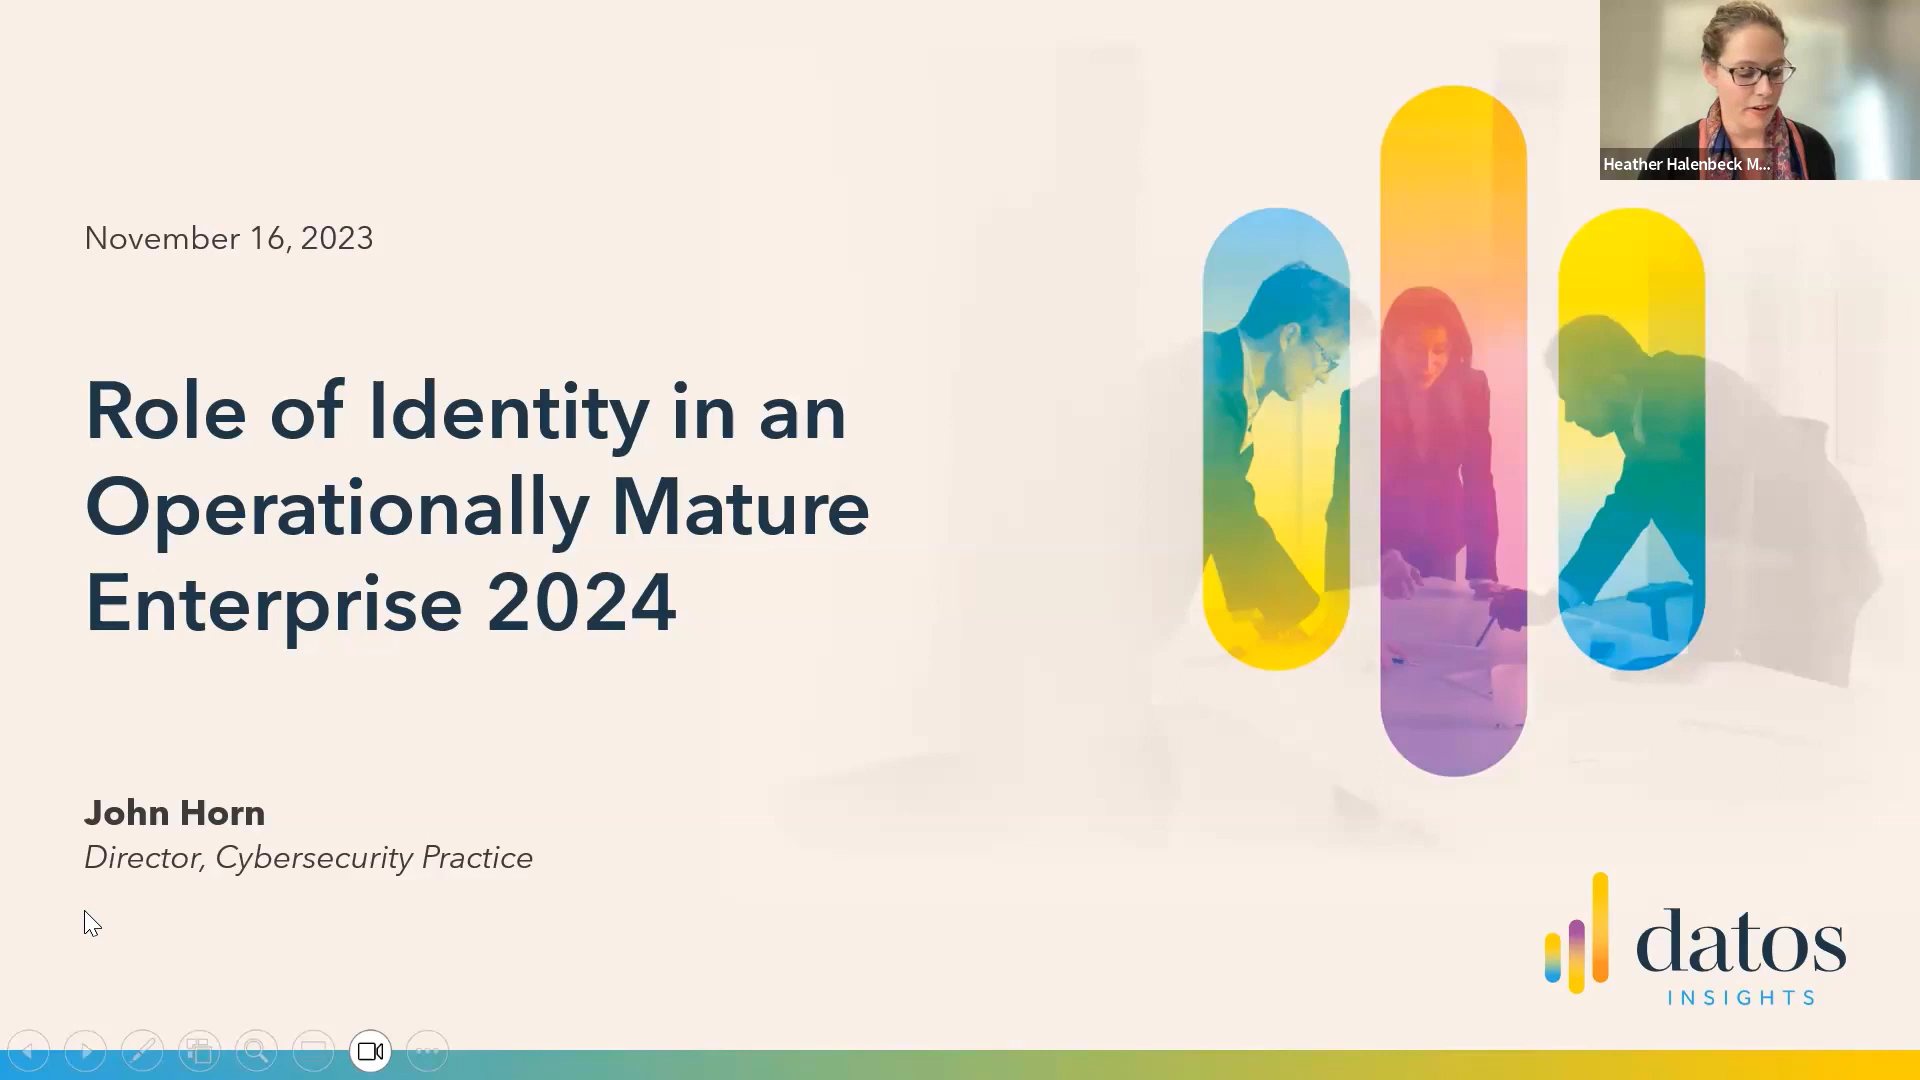 Heather Halenbeck M...
November 16, 2023
Role of Identity in an
Operationally Mature
Enterprise 2024
John Horn
Director, Cybersecurity Practice
datos
INSIGHTS